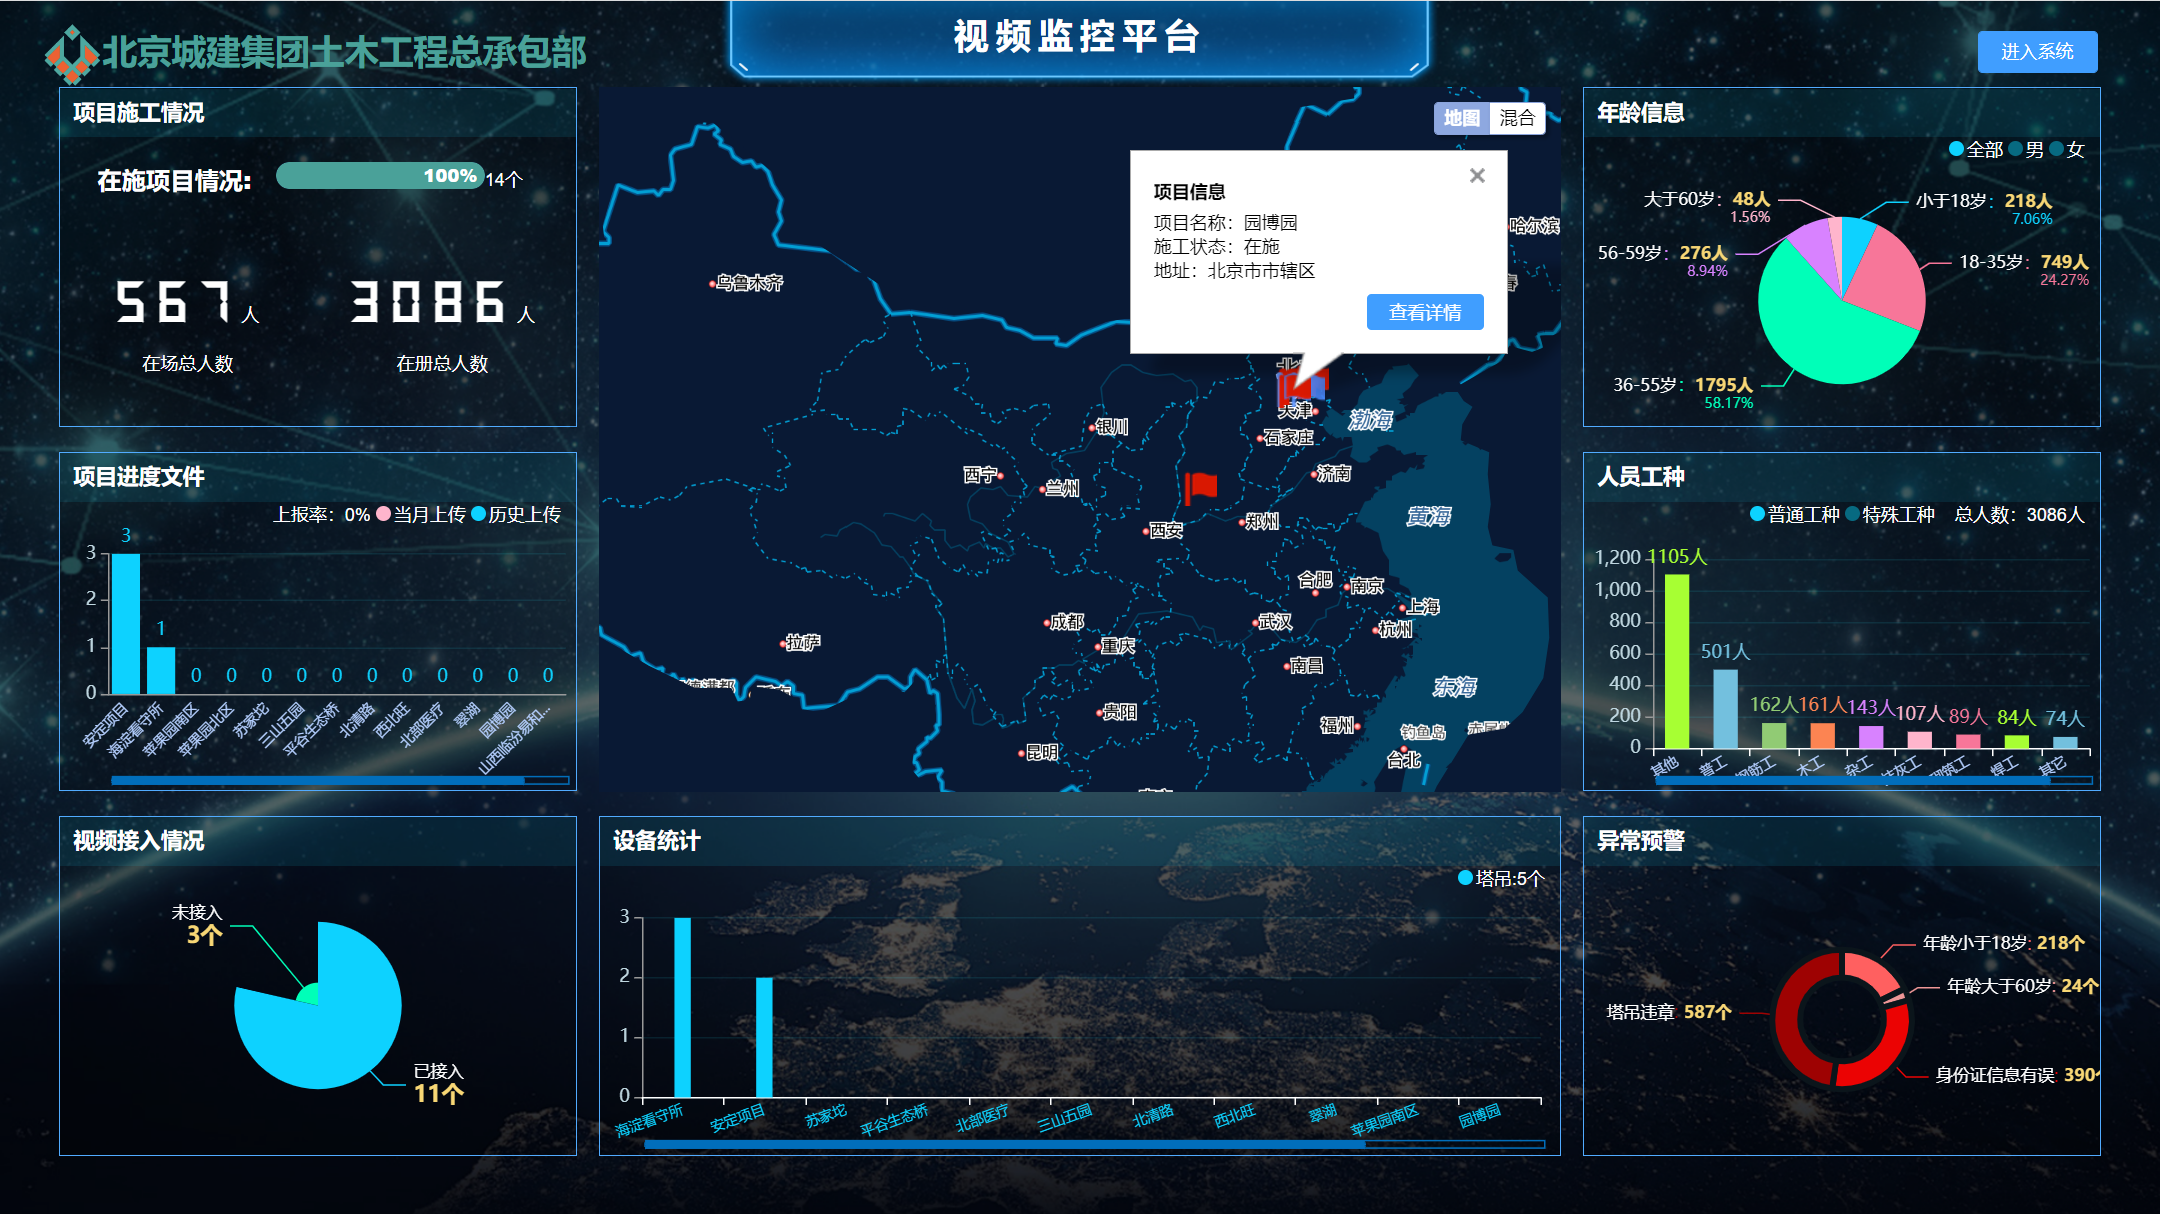 视频监控平台
北京城建集团土木工程总承包部
进入系统
项目施工情况
在施项目情况:
100%
14个
567人
3086人
在场总人数
在册总人数
项目进度文件
上报率：0% 当月上传 历史上传
3
2
1
0
3
1
0
0
0
0
0
0
0
0
0
0
0
安定项目
海淀看守所
苹果园南区
苹果园北区
苏家坨
三山五园
平谷生态桥
北清路
西北旺
北部医疗
翠湖
园博园
山西临汾易和...
视频接入情况
未接入
3个
已接入
11个
地图
混合
项目信息
项目名称：园博园
施工状态：在施
地址：北京市市辖区
查看详情
哈尔滨
乌鲁木齐
天津
渤海
银川
石家庄
西宁
兰州
济南
西安
郑州
黄海
合肥
南京
上海
成都
武汉
杭州
拉萨
重庆
南昌
东海
贵阳
福州
钓鱼岛
昆明
台北
设备统计
塔吊:5个
3
2
1
0
海淀看守所
安定项目
苏家坨
平谷生态桥
北部医疗
三山五园
北清路
西北旺
翠湖
苹果园南区
园博园
年龄信息
全部 男 女
大于60岁：48人
1.56%
小于18岁：218人
7.06%
56-59岁：276人
8.94%
18-35岁：749人
24.27%
36-55岁：1795人
58.17%
人员工种
普通工种 特殊工种 总人数：3086人
1,200
1,000
800
600
400
200
0
1105人
501人
162人
161人
143人
107人
89人
84人
74人
其他
普工
钢筋工
木工
杂工
抹灰工
砌筑工
焊工
其它
异常预警
年龄小于18岁: 218个
年龄大于60岁: 24个
塔吊违章: 587个
身份证信息有误: 390